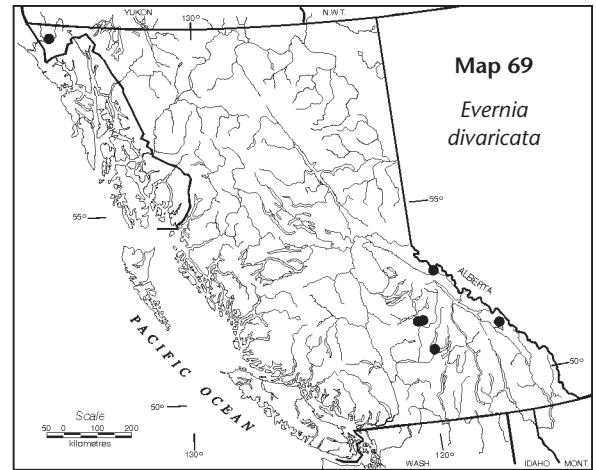 YUKON
130°
N.W.T.
Map 69
Evernia
divaricata
55°
55°
ALBERTA
PACIFIC OCEAN
50°
Scale
50 0 100 200
kilometres
50°
130°
120°
WASH.
IDAHO
MONT.